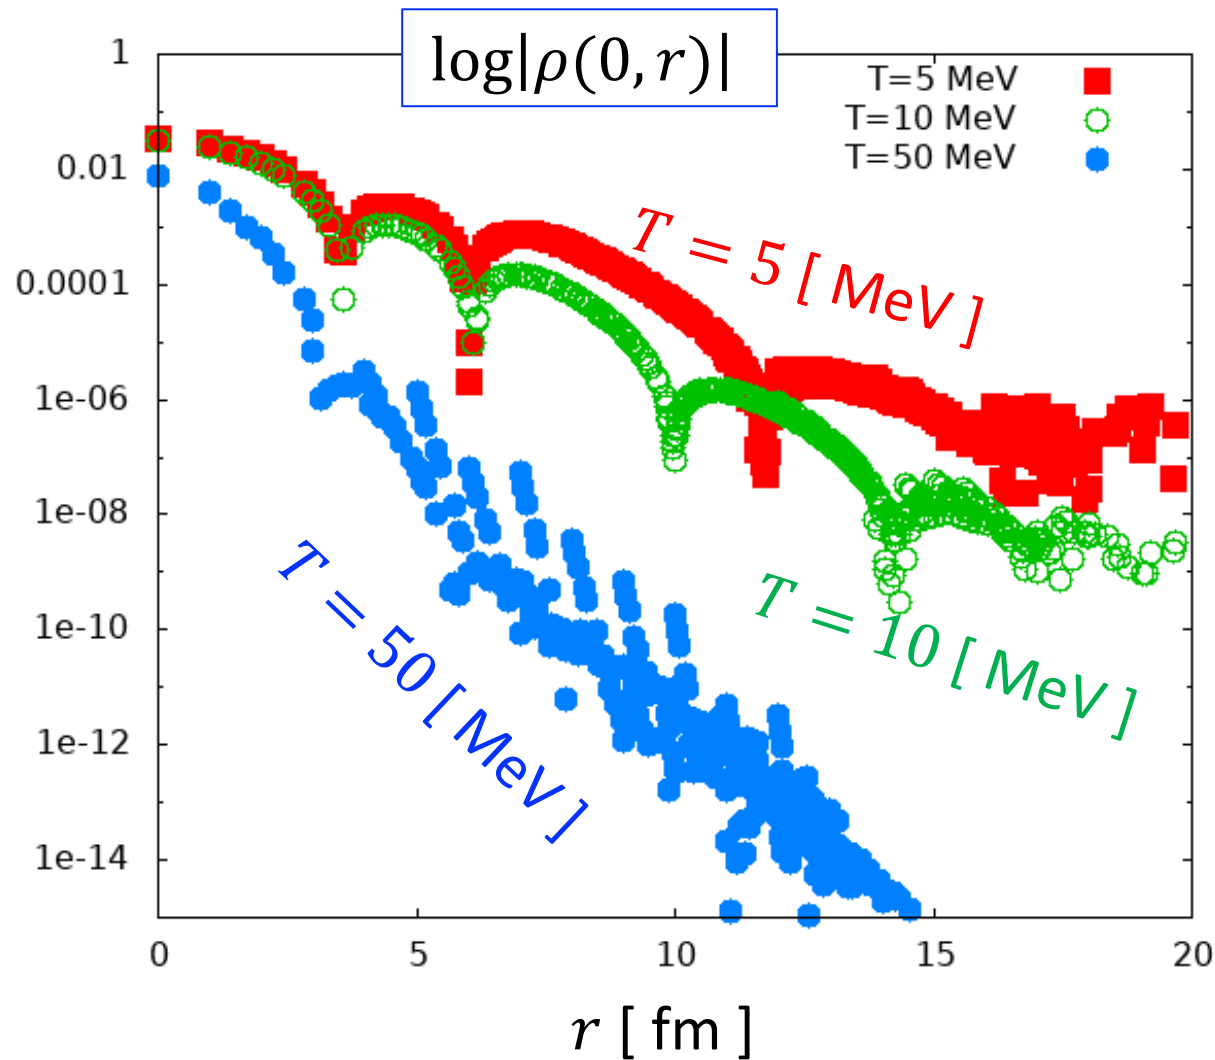 log|ρ(0, r)|
1
0.01
0.0001
1e-06
1e-08
1e-10
1e-12
1e-14
T=5 MeV
T=10 MeV
T=50 MeV
T = 5 [ MeV ]
T = 10 [ MeV ]
T = 50 [ MeV ]
0 5 10 15 20
r [ fm ]